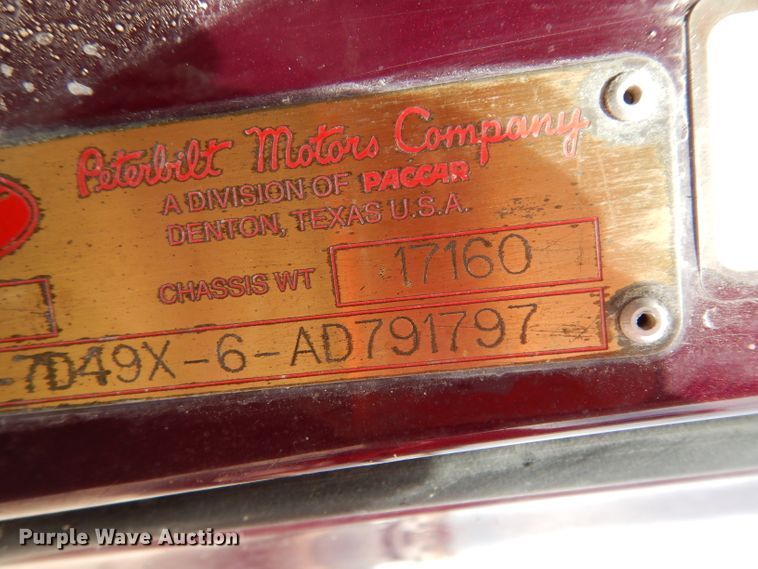 Peterbilt Motors Company
A DIVISION OF PACCAR
DENTON, TEXAS U.S.A.
CHASSIS WT 17160
-7D49X-6-AD791797
Purple Wave Auction